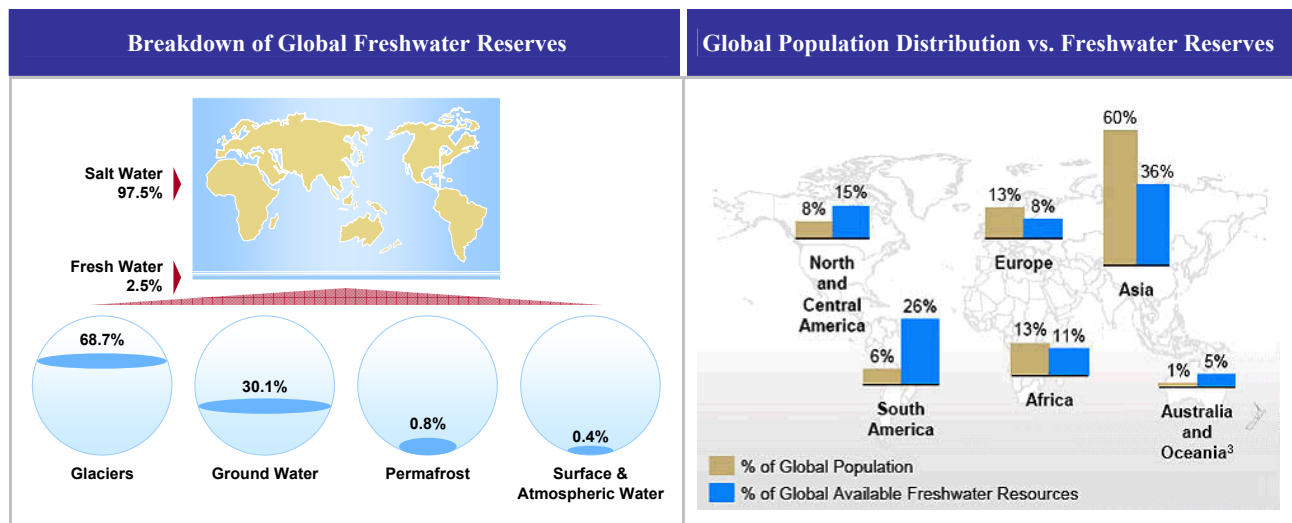 Breakdown of Global Freshwater Reserves
Salt Water
97.5%
Fresh Water
2.5%
68.7%
30.1%
0.8%
0.4%
Glaciers
Ground Water
Permafrost
Surface &
Atmospheric Water
Global Population Distribution vs. Freshwater Reserves
60%
36%
8%
15%
13%
8%
North
and
Central
America
Europe
Asia
6%
26%
13%
11%
1%
5%
South
America
Africa
Australia
and
Oceania³
% of Global Population
% of Global Available Freshwater Resources